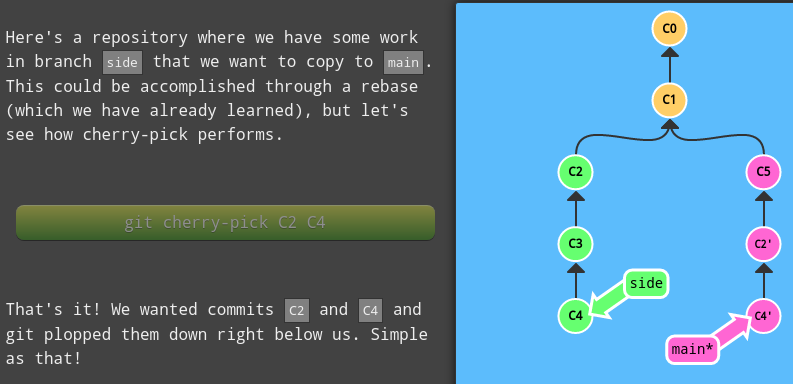 Here's a repository where we have some work
in branch side that we want to copy to main.
This could be accomplished through a rebase
(which we have already learned), but let's
see how cherry-pick performs.
git cherry-pick C2 C4
That's it! We wanted commits C2 and C4 and
git plopped them down right below us. Simple
as that!
C0
C1
C2
C5
C3
C2'
side
C4
C4'
main*